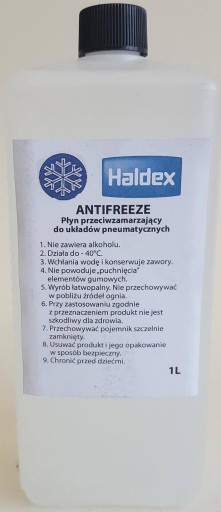 Haldex
ANTIFREEZE
Płyn przeciwzamarzający
do układów pneumatycznych
1. Nie zawiera alkoholu.
2. Działa do - 40°C.
3. Wchłania wodę i konserwuje zawory.
4. Nie powoduje „puchnięcia"
elementów gumowych.
5. Wyrób łatwopalny. Nie przechowywać
w pobliżu źródeł ognia.
6. Przy zastosowaniu zgodnie
z przeznaczeniem produkt nie jest
szkodliwy dla zdrowia.
7. Przechowywać pojemnik szczelnie
zamknięty.
8. Usuwać produkt i jego opakowanie
w sposób bezpieczny.
9. Chronić przed dziećmi.
1L